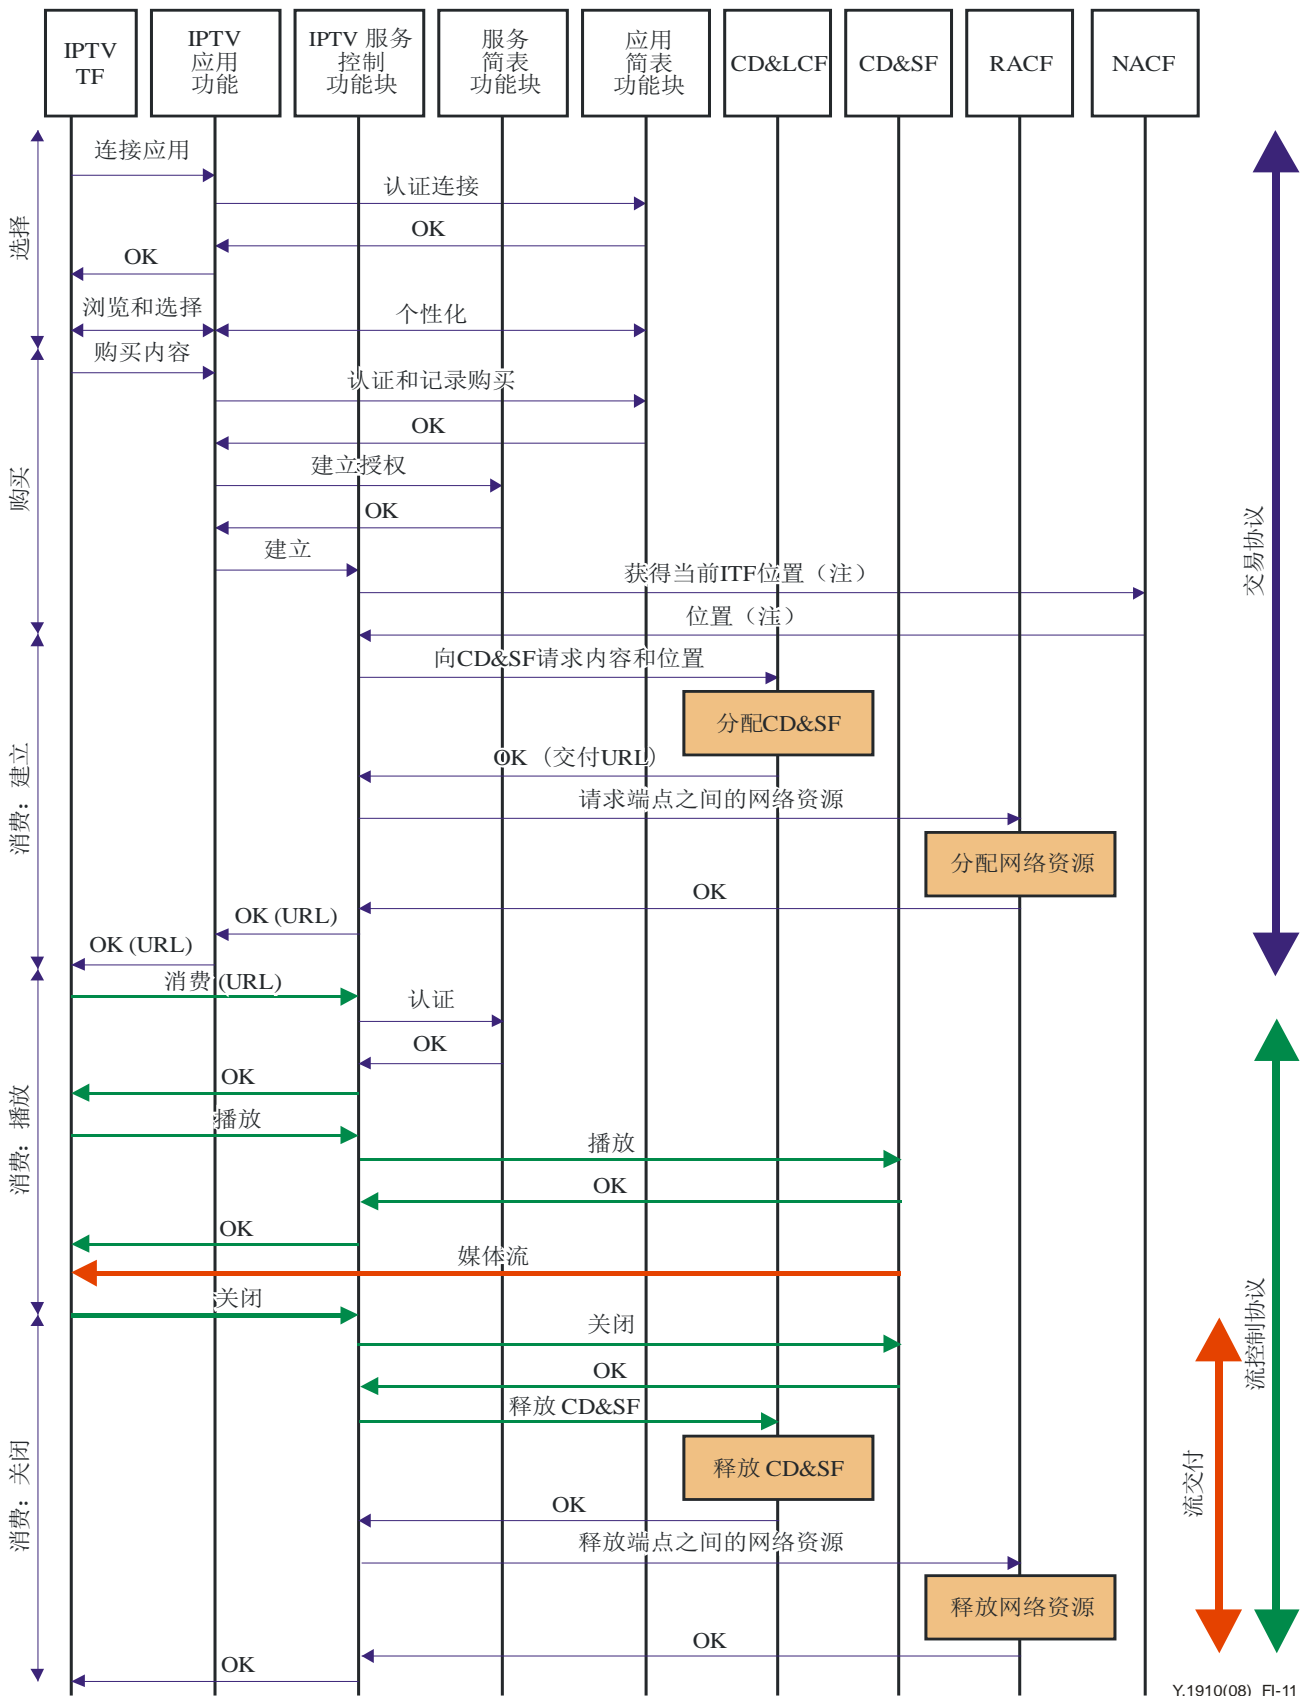 IPTV
TF
IPTV
应用
功能
IPTV 服务
控制
功能块
服务
简表
功能块
应用
简表
功能块
CD&LCF
CD&SF
RACF
NACF
选择
连接应用
认证连接
OK
OK
浏览和选择
个性化
购买
购买内容
认证和记录购买
OK
建立授权
OK
建立
获得当前ITF位置（注）
位置（注）
交易协议
消费：建立
向CD&SF请求内容和位置
分配CD&SF
OK（交付URL）
请求端点之间的网络资源
分配网络资源
OK
OK (URL)
OK (URL)
消费：播放
消费 (URL)
认证
OK
OK
播放
播放
OK
OK
媒体流
流控制协议
消费：关闭
关闭
关闭
OK
释放 CD&SF
释放 CD&SF
OK
流交付
释放端点之间的网络资源
释放网络资源
OK
OK
Y.1910(08)_FI-11